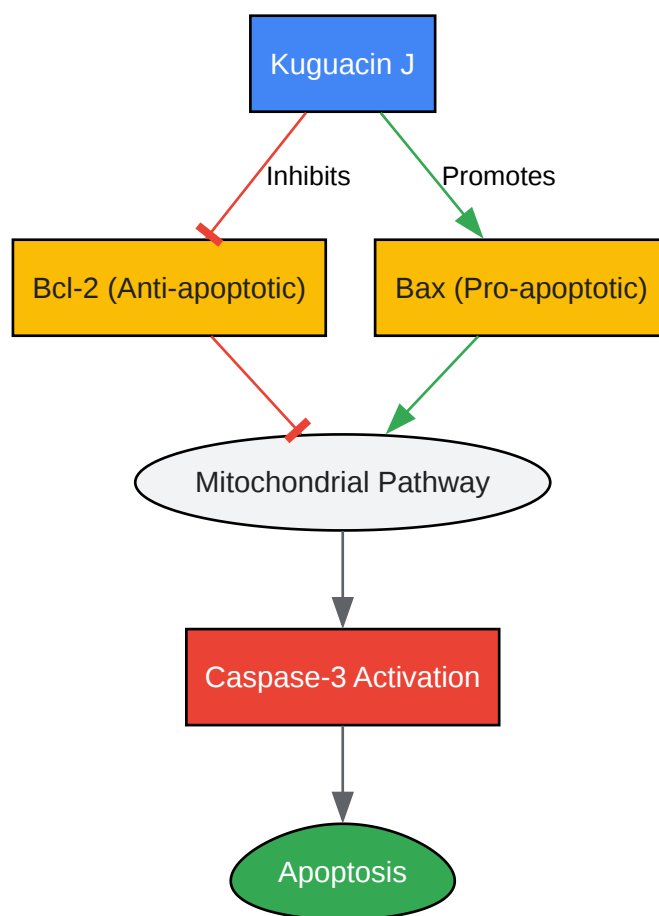 Kuguacin J
Inhibits
Promotes
Bcl-2 (Anti-apoptotic)
Bax (Pro-apoptotic)
Mitochondrial Pathway
Caspase-3 Activation
Apoptosis